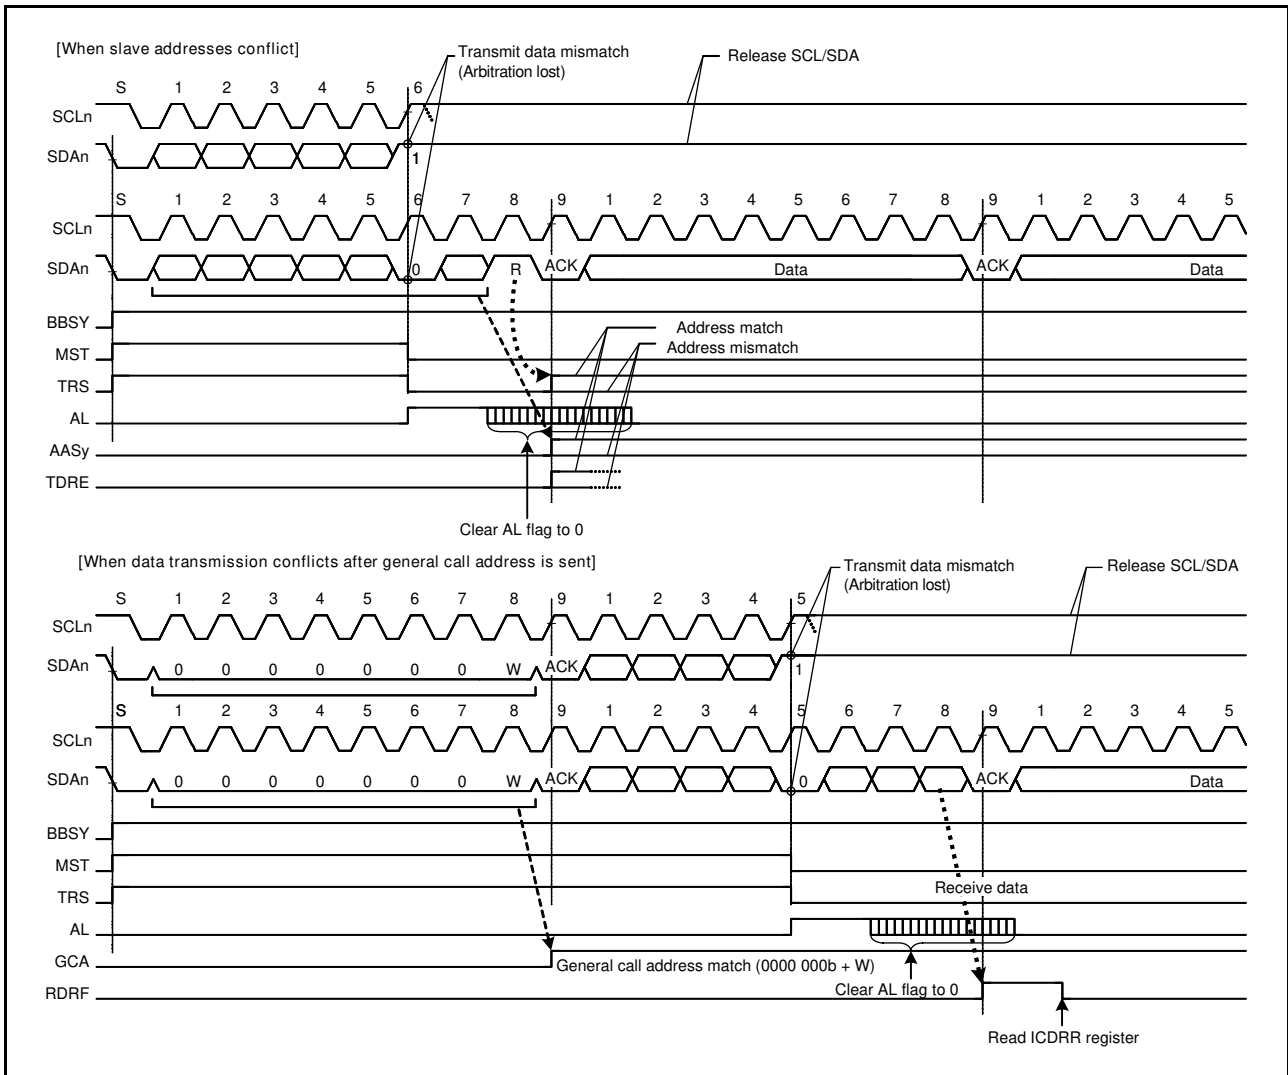 [When slave addresses conflict]
Transmit data mismatch
(Arbitration lost)
Release SCL/SDA
S 1 2 3 4 5 6
SCLn
SDAn
1
S 1 2 3 4 5 6 7 8 9 1 2 3 4 5 6 7 8 9 1 2 3 4 5
SCLn
SDAn 0 R ACK Data ACK Data
BBSY
Address match
MST
Address mismatch
TRS
AL
AASy
TDRE
Clear AL flag to 0
[When data transmission conflicts after general call address is sent]
Transmit data mismatch
(Arbitration lost)
Release SCL/SDA
S 1 2 3 4 5 6 7 8 9 1 2 3 4 5
SCLn
SDAn 0 0 0 0 0 0 0 W ACK 1
S 1 2 3 4 5 6 7 8 9 1 2 3 4 5 6 7 8 9 1 2 3 4 5
SCLn
SDAn 0 0 0 0 0 0 0 W ACK 0 ACK Data
BBSY
MST
Receive data
TRS
AL
GCA
General call address match (0000 000b + W)
Clear AL flag to 0
RDRF
Read ICDRR register